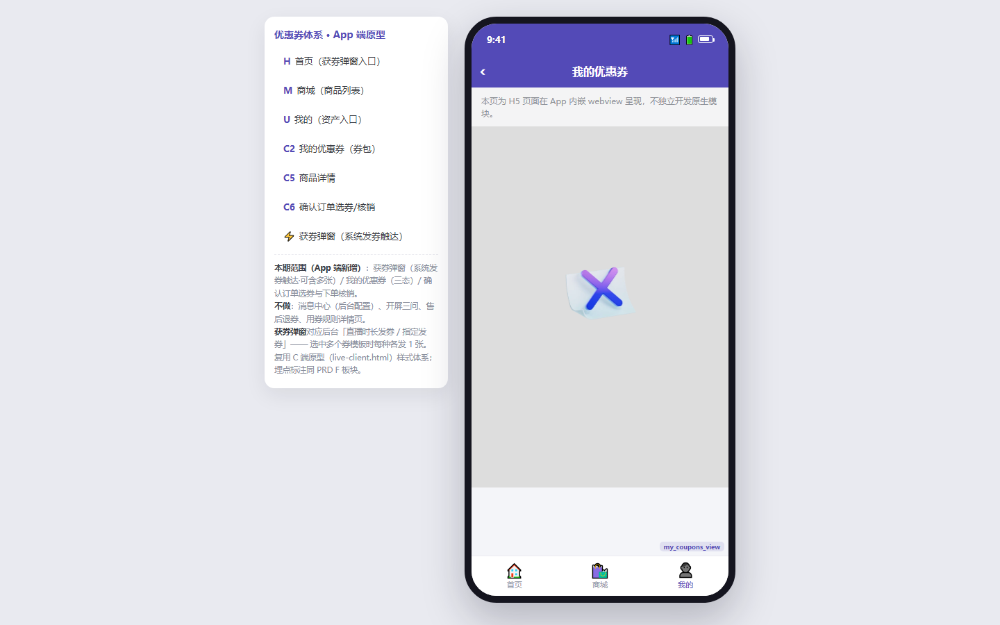 优惠券体系 • App 端原型
H 首页（获券弹窗入口）
M 商城（商品列表）
U 我的（资产入口）
C2 我的优惠券（券包）
C5 商品详情
C6 确认订单选券/核销
获券弹窗（系统发券触达）
本期范围（App 端新增）：获券弹窗（系统发
券触达·可含多张）/ 我的优惠券（三态）/ 确
认订单选券与下单核销。
不做：消息中心（后台配置）、开屏三问、售
后退券、用券规则详情页。
获券弹窗对应后台「直播时长发券 / 指定发
券」—— 选中多个券模板时每种各发 1 张。
复用 C 端原型（live-client.html）样式体系；
埋点标注同 PRD F 板块。
9:41
我的优惠券
本页为 H5 页面在 App 内嵌 webview 呈现，不独立开发原生模
块。
my_coupons_view
首页
商城
我的